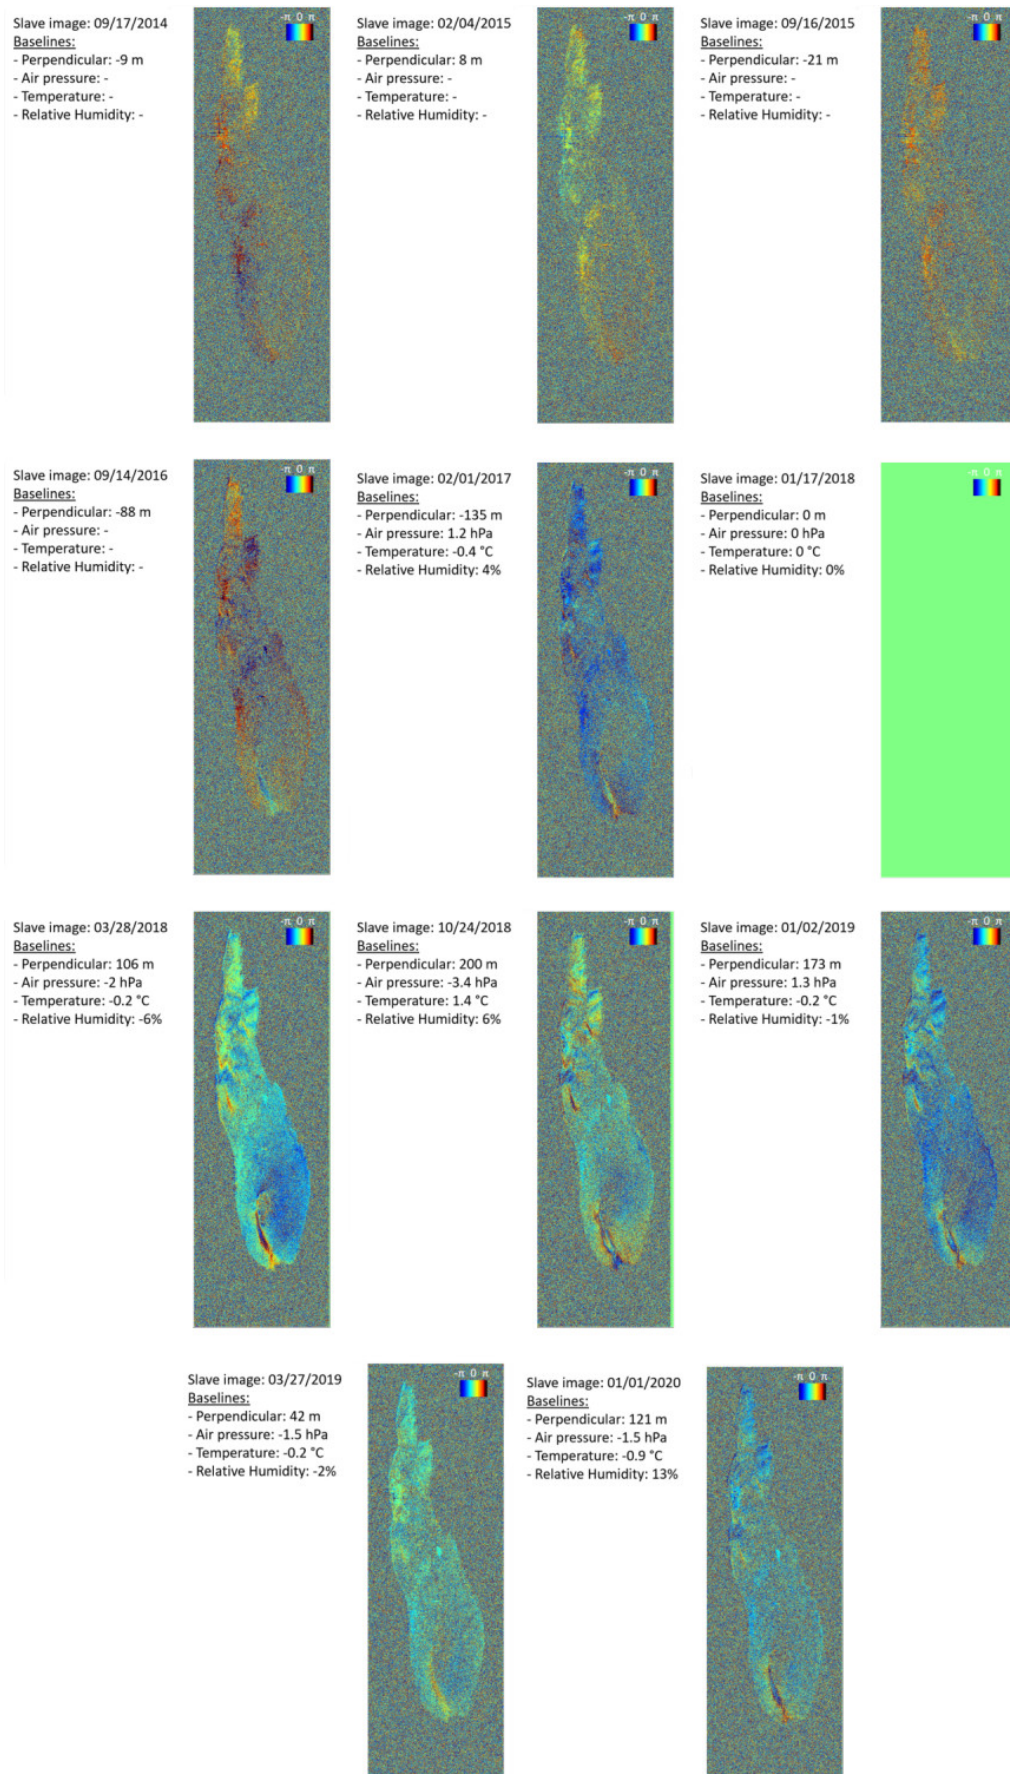 Slave image: 09/17/2014
Baselines:
- Perpendicular: -9 m
- Air pressure: -
- Temperature: -
- Relative Humidity: -
-π 0 π
Slave image: 02/04/2015
Baselines:
- Perpendicular: 8 m
- Air pressure: -
- Temperature: -
- Relative Humidity: -
-π 0 π
Slave image: 09/16/2015
Baselines:
- Perpendicular: -21 m
- Air pressure: -
- Temperature: -
- Relative Humidity: -
-π 0 π
Slave image: 09/14/2016
Baselines:
- Perpendicular: -88 m
- Air pressure: -
- Temperature: -
- Relative Humidity: -
-π 0 π
Slave image: 02/01/2017
Baselines:
- Perpendicular: -135 m
- Air pressure: 1.2 hPa
- Temperature: -0.4 °C
- Relative Humidity: 4%
-π 0 π
Slave image: 01/17/2018
Baselines:
- Perpendicular: 0 m
- Air pressure: 0 hPa
- Temperature: 0 °C
- Relative Humidity: 0%
-π 0 π
Slave image: 03/28/2018
Baselines:
- Perpendicular: 106 m
- Air pressure: -2 hPa
- Temperature: -0.2 °C
- Relative Humidity: -6%
-π 0 π
Slave image: 10/24/2018
Baselines:
- Perpendicular: 200 m
- Air pressure: -3.4 hPa
- Temperature: 1.4 °C
- Relative Humidity: 6%
-π 0 π
Slave image: 01/02/2019
Baselines:
- Perpendicular: 173 m
- Air pressure: 1.3 hPa
- Temperature: -0.2 °C
- Relative Humidity: -1%
-π 0 π
Slave image: 03/27/2019
Baselines:
- Perpendicular: 42 m
- Air pressure: -1.5 hPa
- Temperature: -0.2 °C
- Relative Humidity: -2%
-π 0 π
Slave image: 01/01/2020
Baselines:
- Perpendicular: 121 m
- Air pressure: -1.5 hPa
- Temperature: -0.9 °C
- Relative Humidity: 13%
-π 0 π